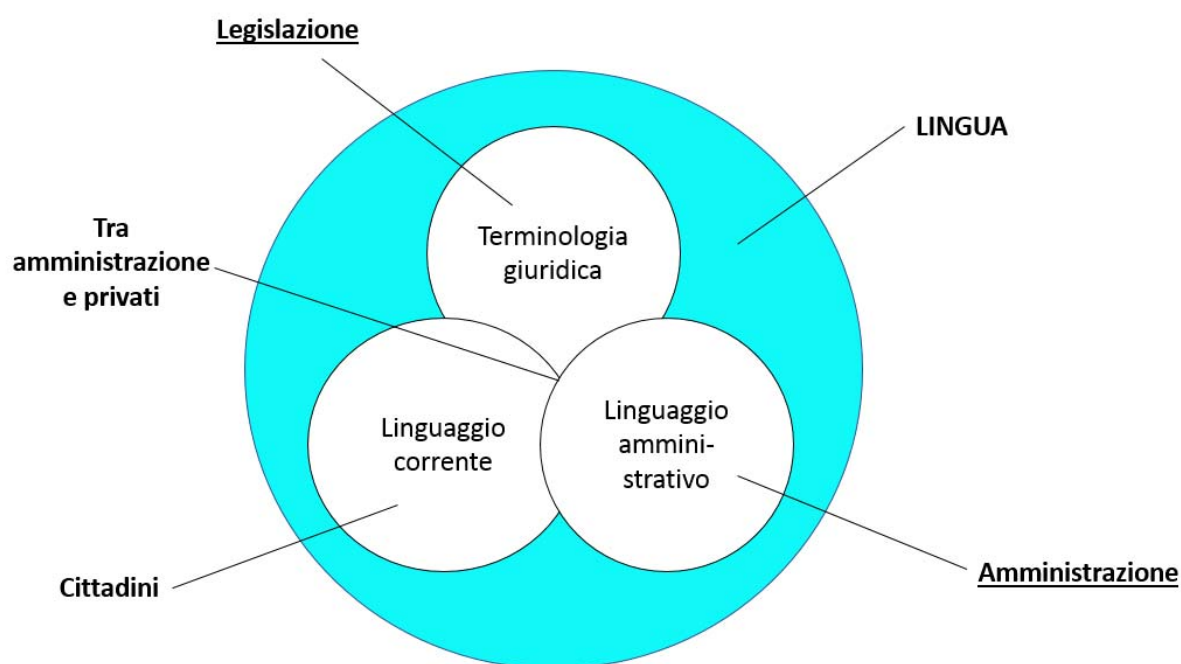 Legislazione
LINGUA
Tra
amministrazione
e privati
Terminologia
giuridica
Linguaggio
corrente
Linguaggio
ammini-
strativo
Cittadini
Amministrazione